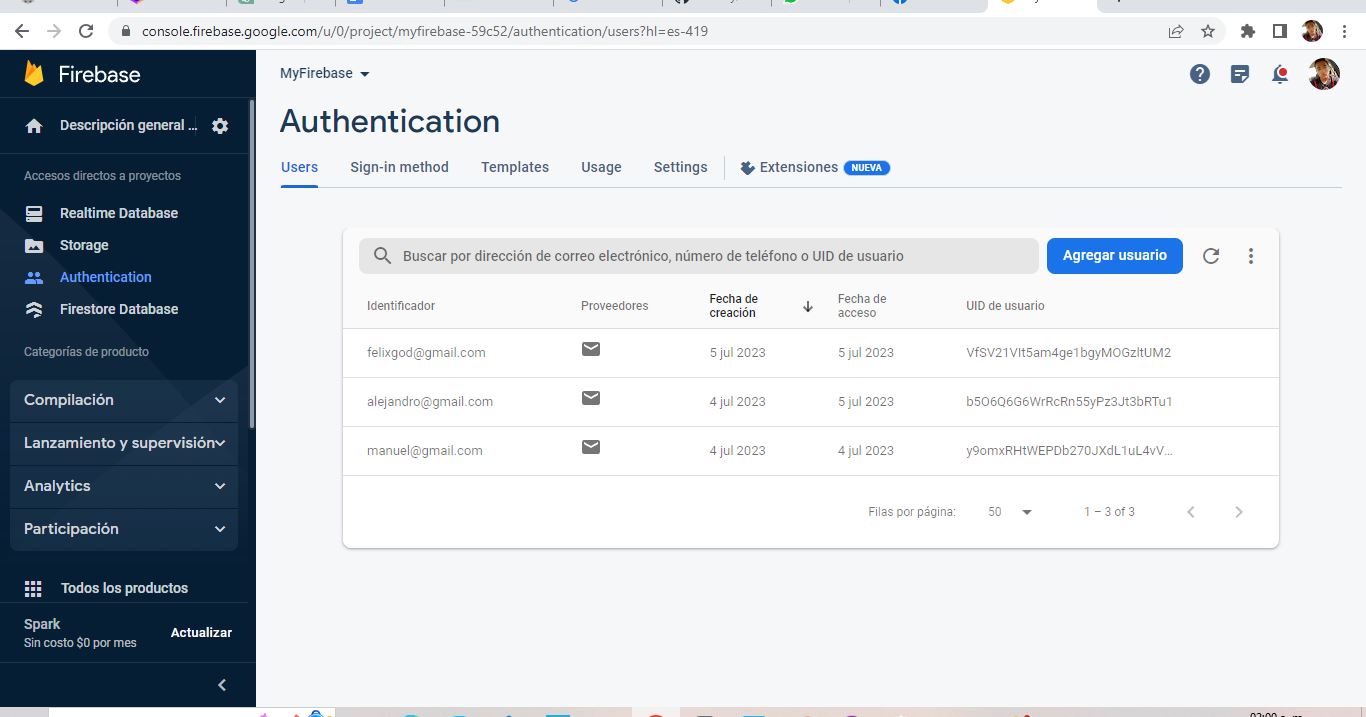 console.firebase.google.com/u/0/project/myfirebase-59c52/authentication/users?hl=es-419
Firebase
MyFirebase
Descripción general ...
Authentication
Users Sign-in method Templates Usage Settings Extensiones NUEVA
Accesos directos a proyectos
Realtime Database
Storage
Authentication
Firestore Database
Categorías de producto
Compilación
Lanzamiento y supervisión
Analytics
Participación
Todos los productos
Spark
Sin costo $0 por mes
Actualizar
Buscar por dirección de correo electrónico, número de teléfono o UID de usuario
Agregar usuario
Identificador Proveedores Fecha de creación Fecha de acceso UID de usuario
felixgod@gmail.com 5 jul 2023 5 jul 2023 VfSV21VIt5am4ge1bgyMOGzltUM2
alejandro@gmail.com 4 jul 2023 5 jul 2023 b5O6Q6G6WrRcRn55yPz3Jt3bRTu1
manuel@gmail.com 4 jul 2023 4 jul 2023 y9omxRHtWEPDb270JXdL1uL4vV...
Filas por página: 50 1 – 3 of 3